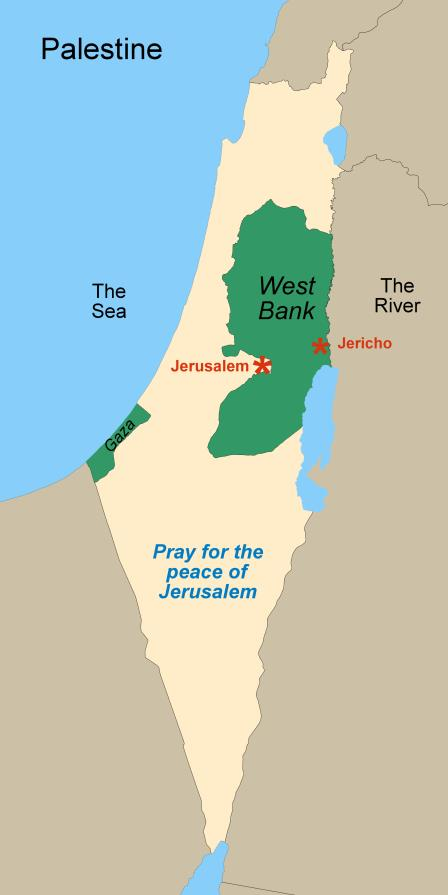 Palestine
The
Sea
West
Bank
The
River
Jericho
Jerusalem
Gaza
Pray for the
peace of
Jerusalem